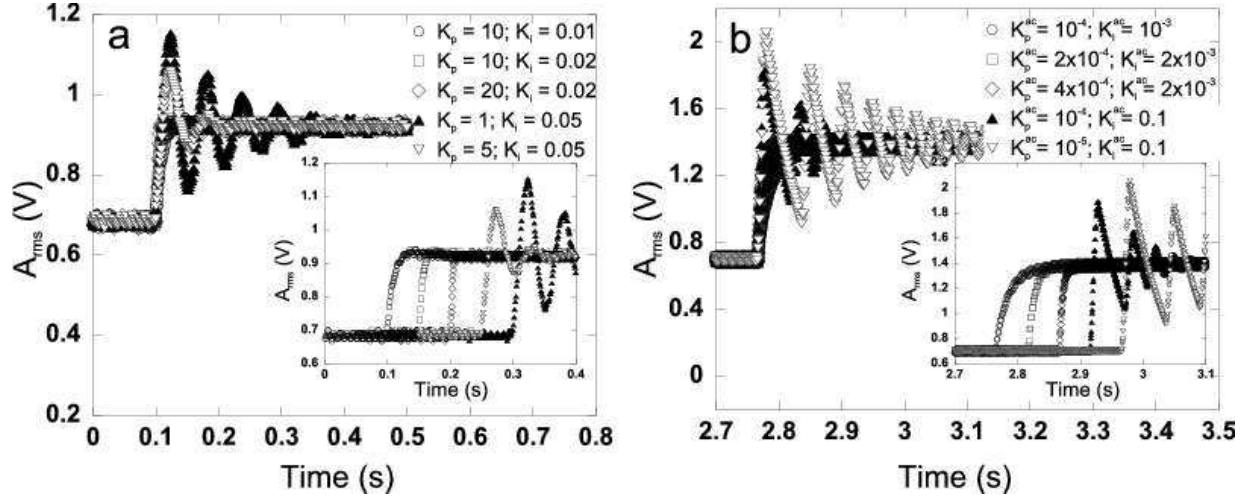 a
K_p = 10; K_i = 0.01
K_p = 10; K_i = 0.02
K_p = 20; K_i = 0.02
K_p = 1; K_i = 0.05
K_p = 5; K_i = 0.05
1.2
1
0.8
0.6
0.4
0.2
A_rms (V)
0 0.1 0.2 0.3 0.4 0.5 0.6 0.7 0.8
Time (s)
1.2
1.1
1.0
0.9
0.8
0.7
0.6
A_rms (V)
0 0.1 0.2 0.3 0.4
Time (s)
b
K_p^ac = 10^-4; K_i^ac = 10^-3
K_p^ac = 2x10^-4; K_i^ac = 2x10^-3
K_p^ac = 4x10^-4; K_i^ac = 2x10^-3
K_p^ac = 10^-4; K_i^ac = 0.1
K_p^ac = 10^-5; K_i^ac = 0.1
2
1.6
1.2
0.8
0.4
0
A_rms (V)
2.7 2.8 2.9 3 3.1 3.2 3.3 3.4 3.5
Time (s)
2.2
2
1.8
1.6
1.4
1.2
1.0
0.8
0.6
A_rms (V)
2.7 2.8 2.9 3 3.1
Time (s)